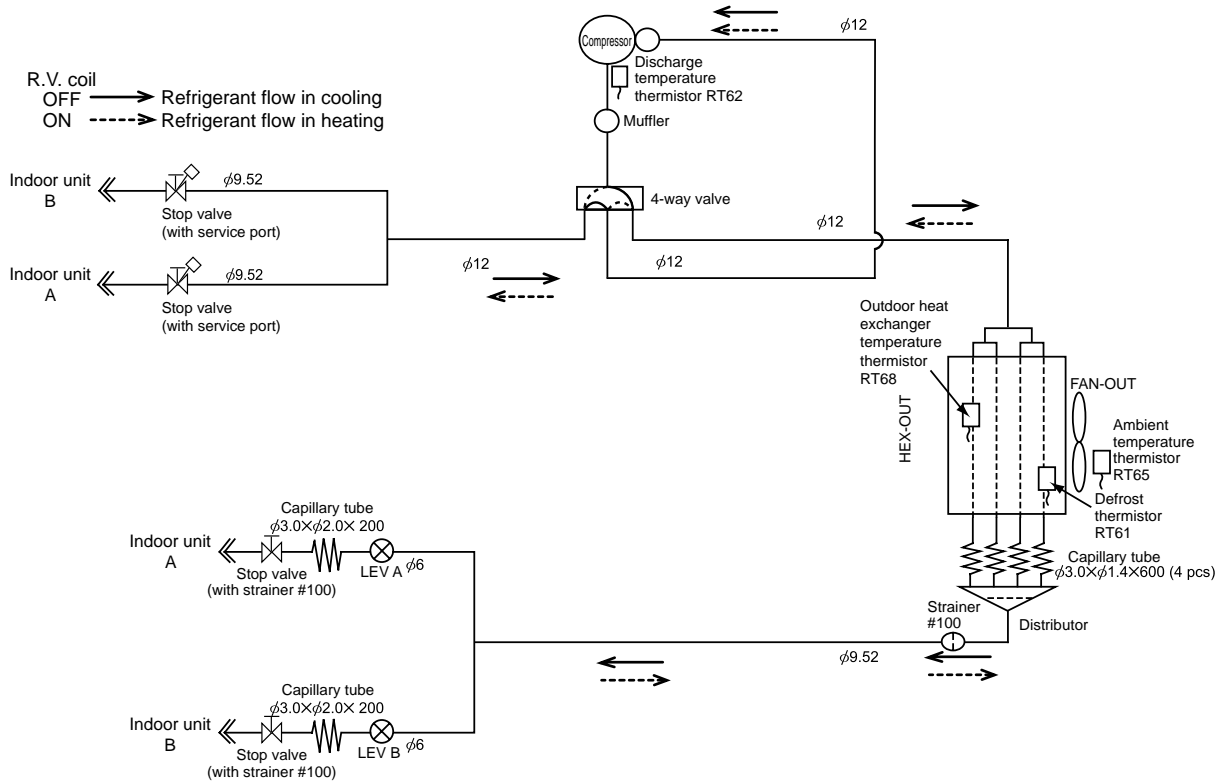 Compressor
ϕ12
Discharge
temperature
thermistor RT62
Muffler
R.V. coil
OFF Refrigerant flow in cooling
ON Refrigerant flow in heating
Indoor unit
B
ϕ9.52
Stop valve
(with service port)
4-way valve
ϕ12
ϕ12
ϕ12
Indoor unit
A
ϕ9.52
Stop valve
(with service port)
Outdoor heat
exchanger
temperature
thermistor
RT68
HEX-OUT
FAN-OUT
Ambient
temperature
thermistor
RT65
Defrost
thermistor
RT61
Capillary tube
ϕ3.0×ϕ1.4×600 (4 pcs)
Distributor
Strainer
#100
ϕ9.52
Indoor unit
A
Capillary tube
ϕ3.0×ϕ2.0× 200
LEV A
ϕ6
Stop valve
(with strainer #100)
Indoor unit
B
Capillary tube
ϕ3.0×ϕ2.0× 200
LEV B
ϕ6
Stop valve
(with strainer #100)